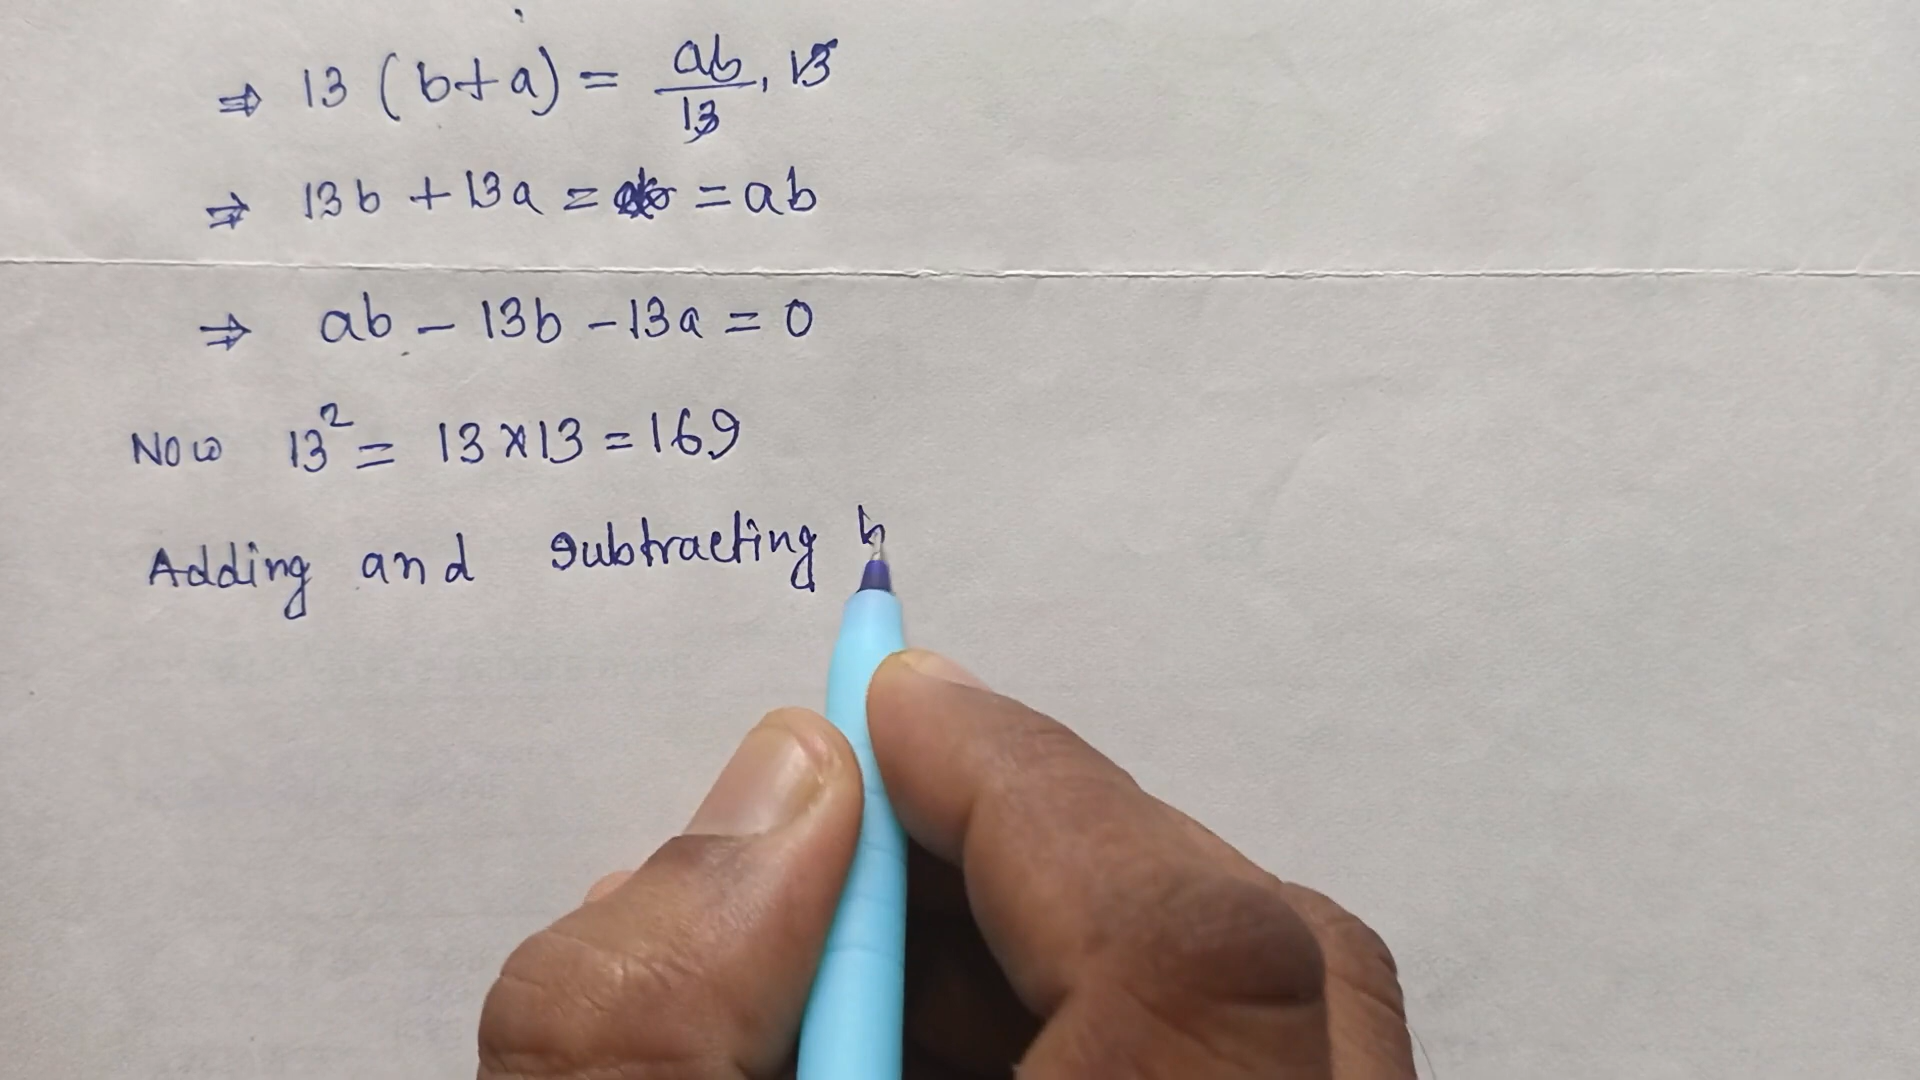 ⇒ 13 (b+a) = ab/13 . 13
⇒ 13b + 13a = = ab
⇒ ab - 13b - 13a = 0
Now 13² = 13×13 = 169
Adding and subtracting